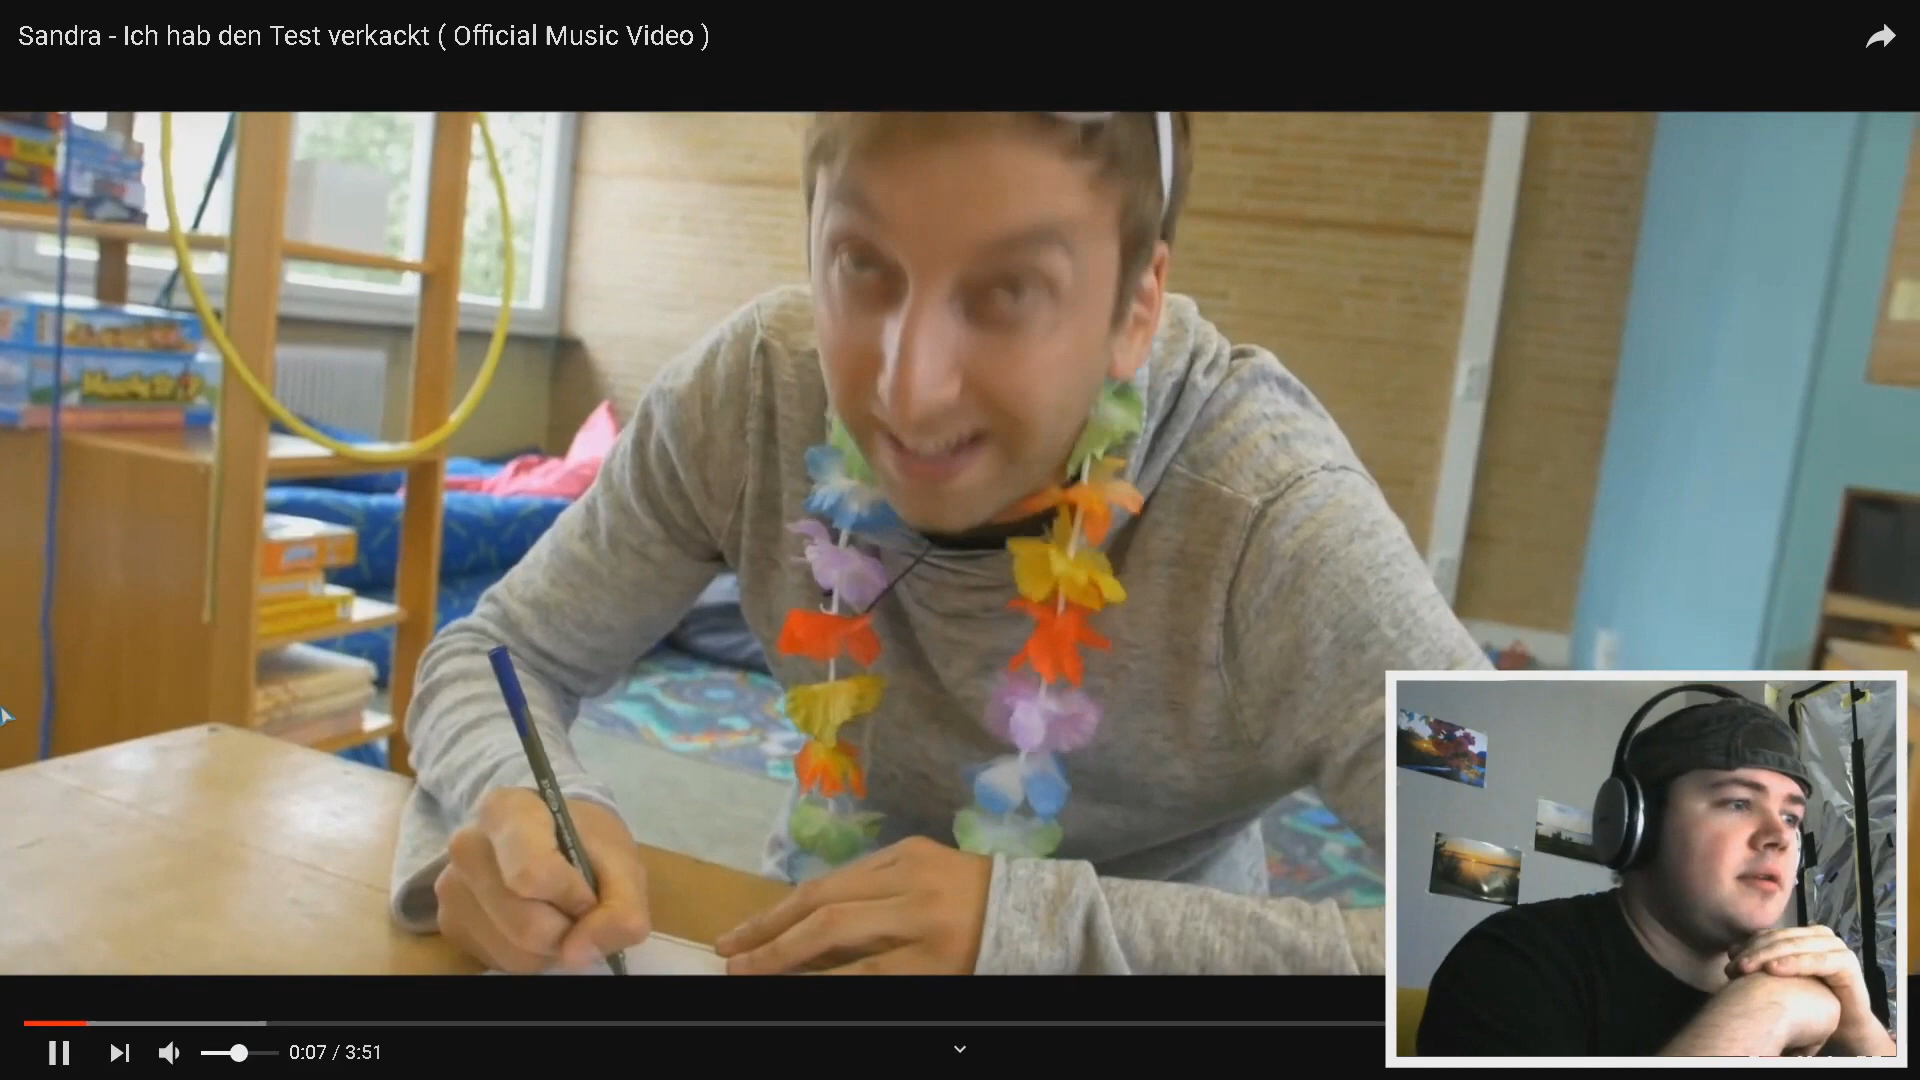 Sandra - Ich hab den Test verkackt ( Official Music Video )
0:07 / 3:51